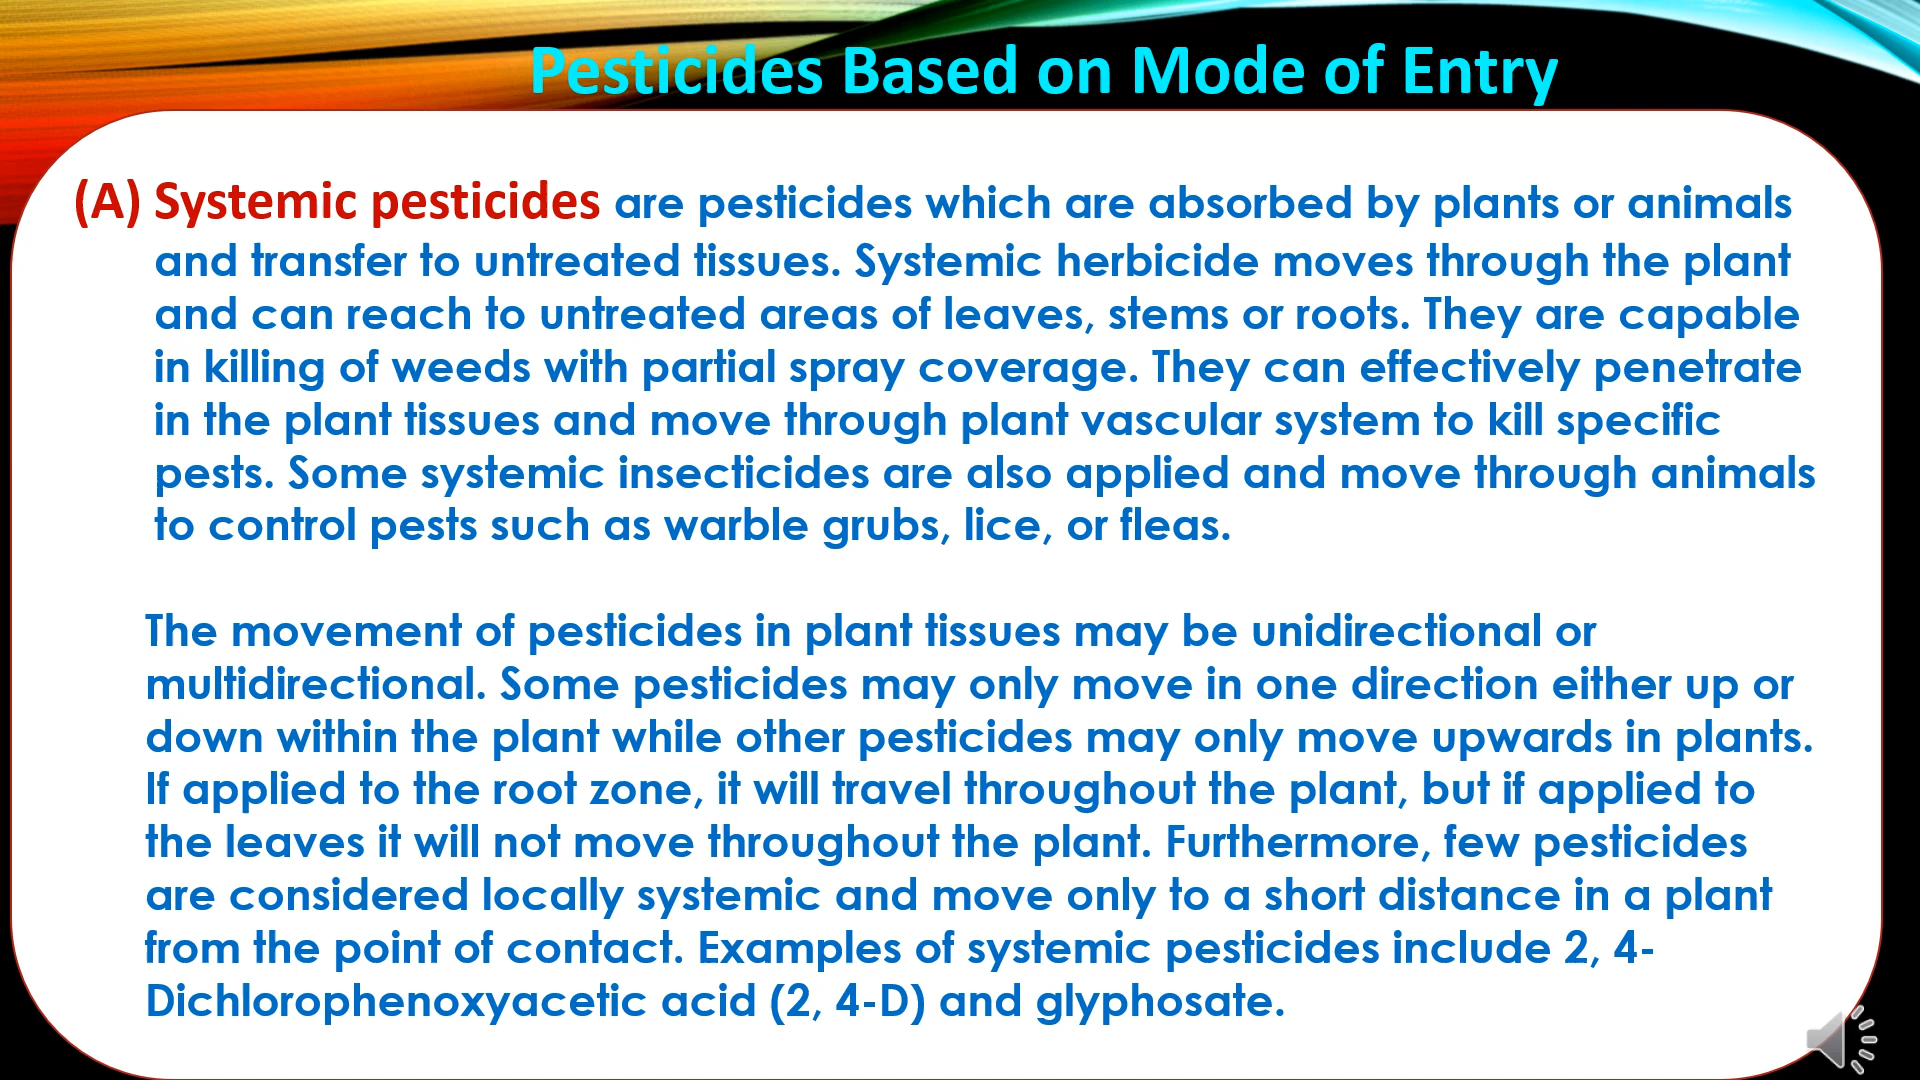 Pesticides Based on Mode of Entry
(A) Systemic pesticides are pesticides which are absorbed by plants or animals
and transfer to untreated tissues. Systemic herbicide moves through the plant
and can reach to untreated areas of leaves, stems or roots. They are capable
in killing of weeds with partial spray coverage. They can effectively penetrate
in the plant tissues and move through plant vascular system to kill specific
pests. Some systemic insecticides are also applied and move through animals
to control pests such as warble grubs, lice, or fleas.
The movement of pesticides in plant tissues may be unidirectional or
multidirectional. Some pesticides may only move in one direction either up or
down within the plant while other pesticides may only move upwards in plants.
If applied to the root zone, it will travel throughout the plant, but if applied to
the leaves it will not move throughout the plant. Furthermore, few pesticides
are considered locally systemic and move only to a short distance in a plant
from the point of contact. Examples of systemic pesticides include 2, 4-
Dichlorophenoxyacetic acid (2, 4-D) and glyphosate.